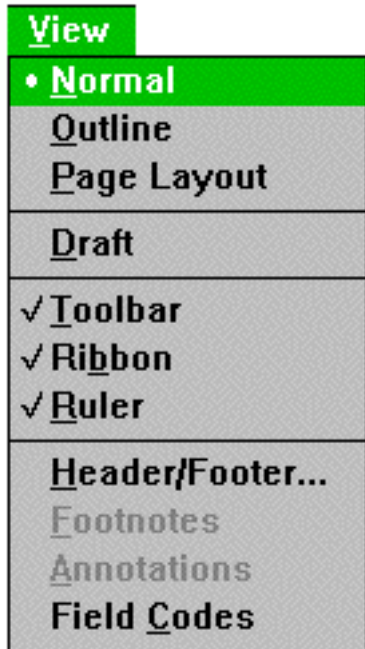 View
• Normal
Outline
Page Layout
Draft
✓ Toolbar
✓ Ribbon
✓ Ruler
Header/Footer...
Footnotes
Annotations
Field Codes